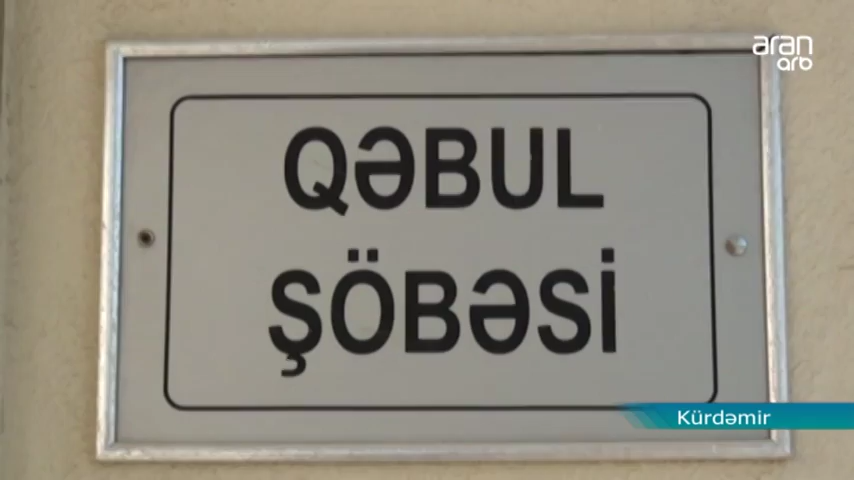 aran
arb
QƏBUL
ŞÖBƏSİ
Kürdəmir